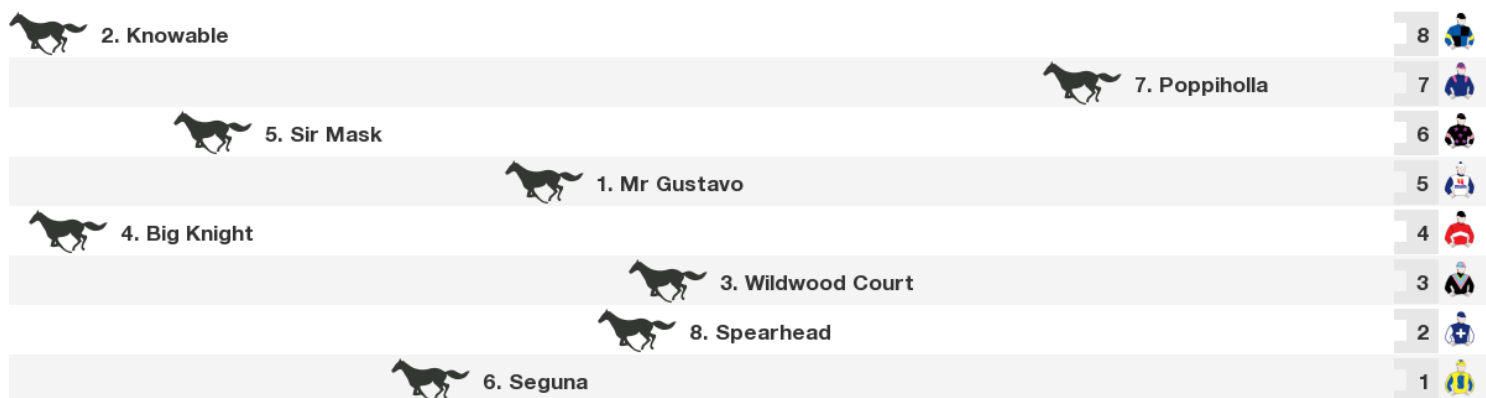 2. Knowable 8
7. Poppiholla 7
5. Sir Mask 6
1. Mr Gustavo 5
4. Big Knight 4
3. Wildwood Court 3
8. Spearhead 2
6. Seguna 1